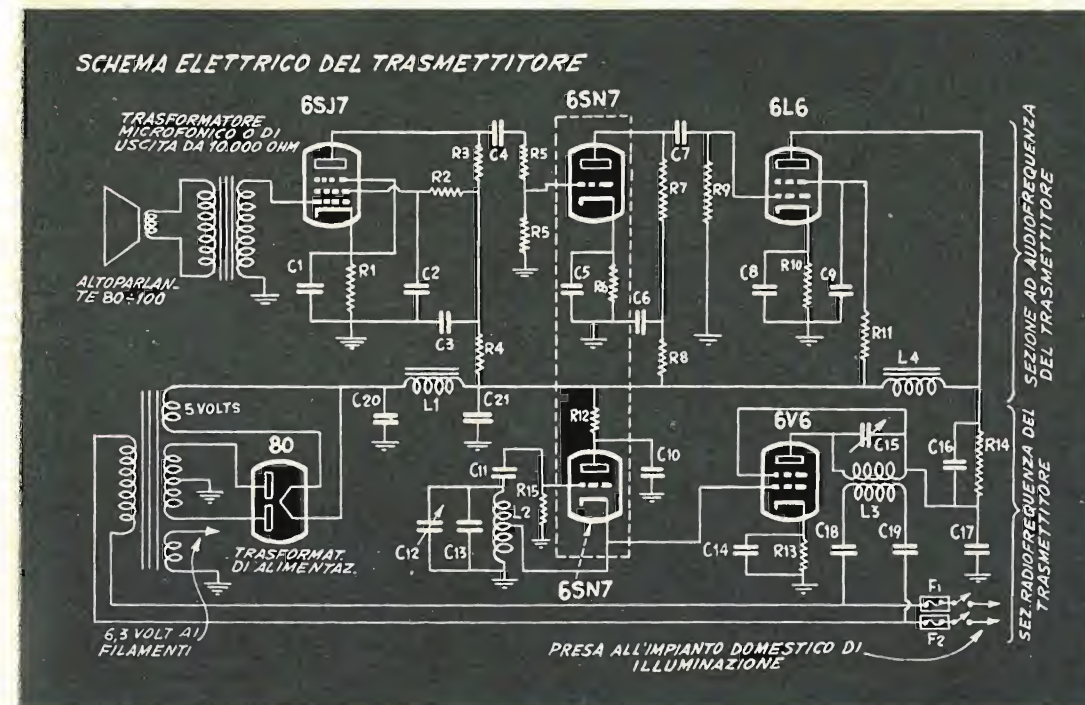 SCHEMA ELETTRICO DEL TRASMETTITORE
TRASFORMATORE
MICROFONICO O DI
USCITA DA 10.000 OHM
6SJ7
6SN7
6L6
R3
C4
R5
C7
R2
R7
R9
R5
ALTOPARLAN-
TE 80÷100
C1
R1
C2
C5
R6
C6
C8
R10
C9
C3
R4
R8
R11
L4
SEZIONE AD AUDIOFREQUENZA
DEL TRASMETTITORE
5 VOLTS
C20
L1
C21
R12
6V6
C15
C16
R14
80
C11
R15
L2
C10
L3
C12
C13
C14
R13
C18
C19
C17
TRASFORMAT.
DI ALIMENTAZ.
6SN7
F1
F2
6,3 VOLT AI
FILAMENTI
PRESA ALL'IMPIANTO DOMESTICO DI
ILLUMINAZIONE
SEZ. RADIOFREQUENZA DEL
TRASMETTITORE